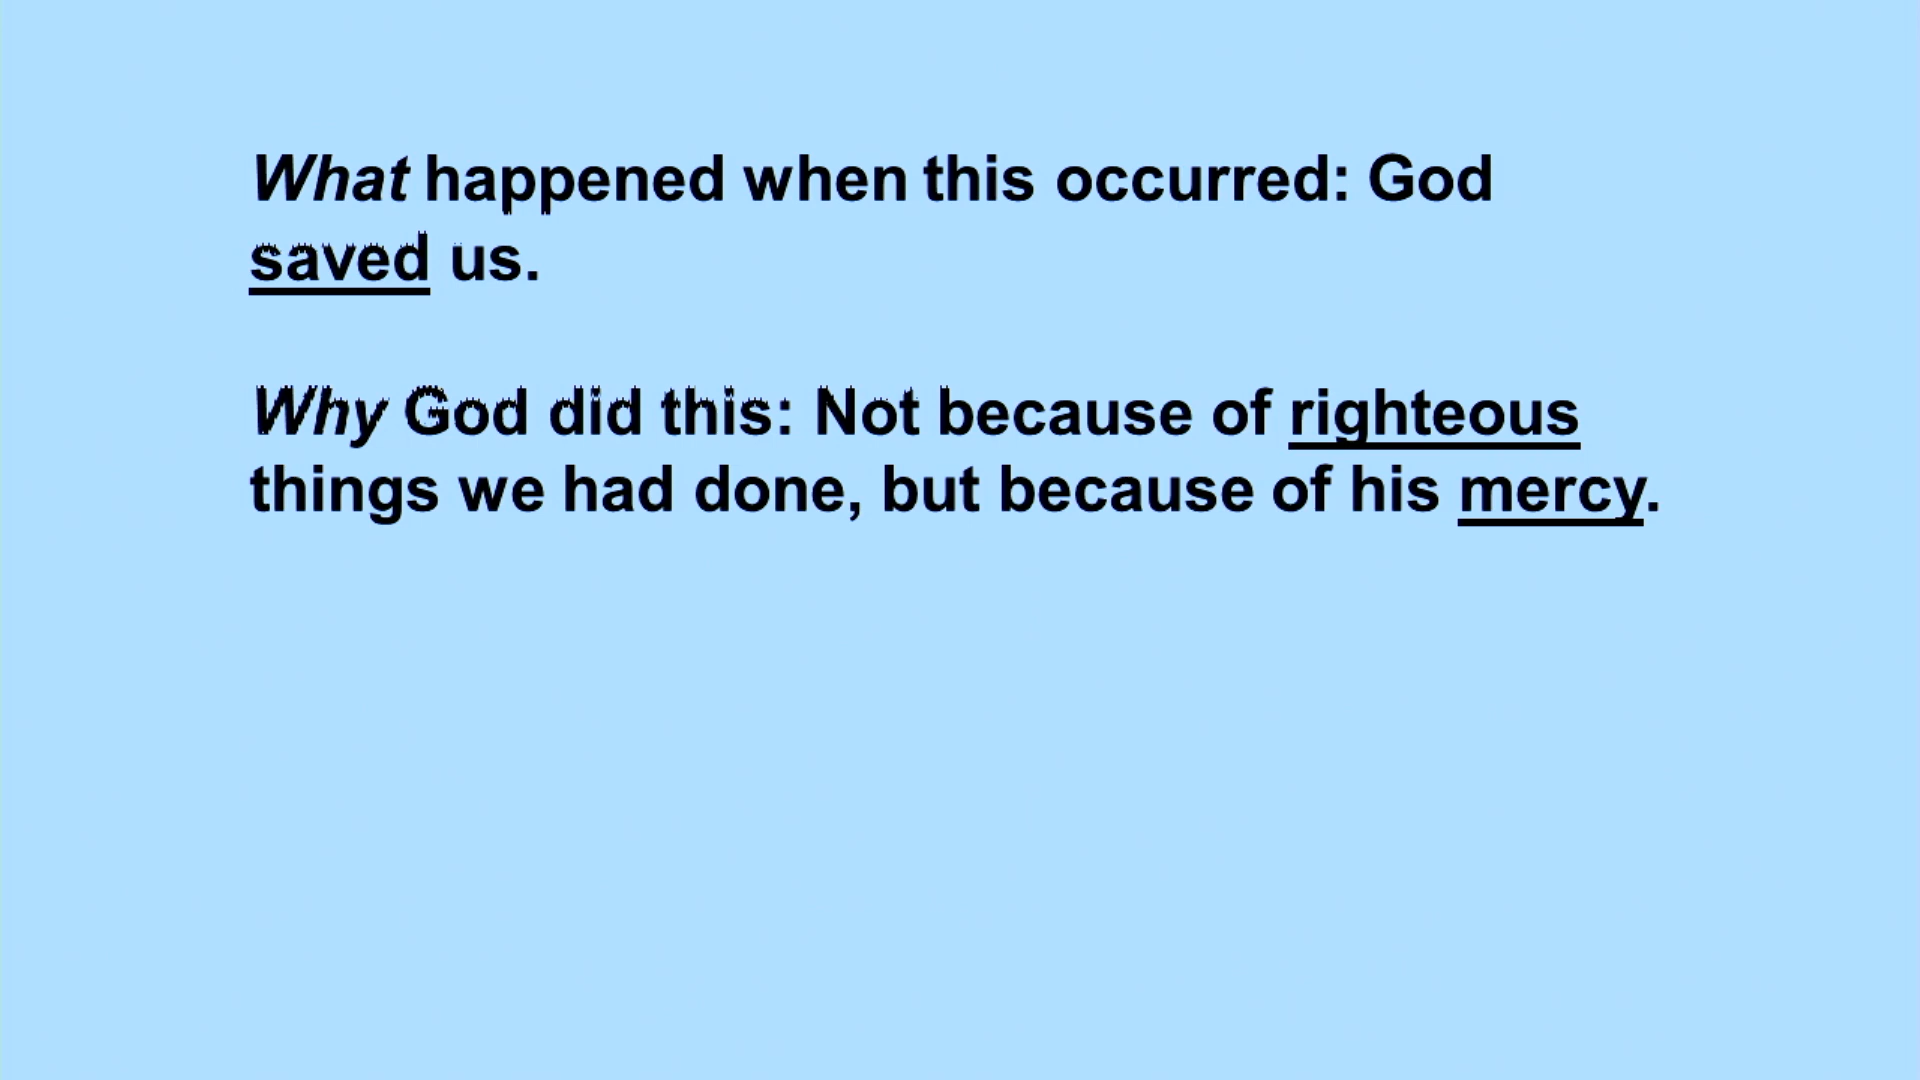 What happened when this occurred: God
saved us.
Why God did this: Not because of righteous
things we had done, but because of his mercy.